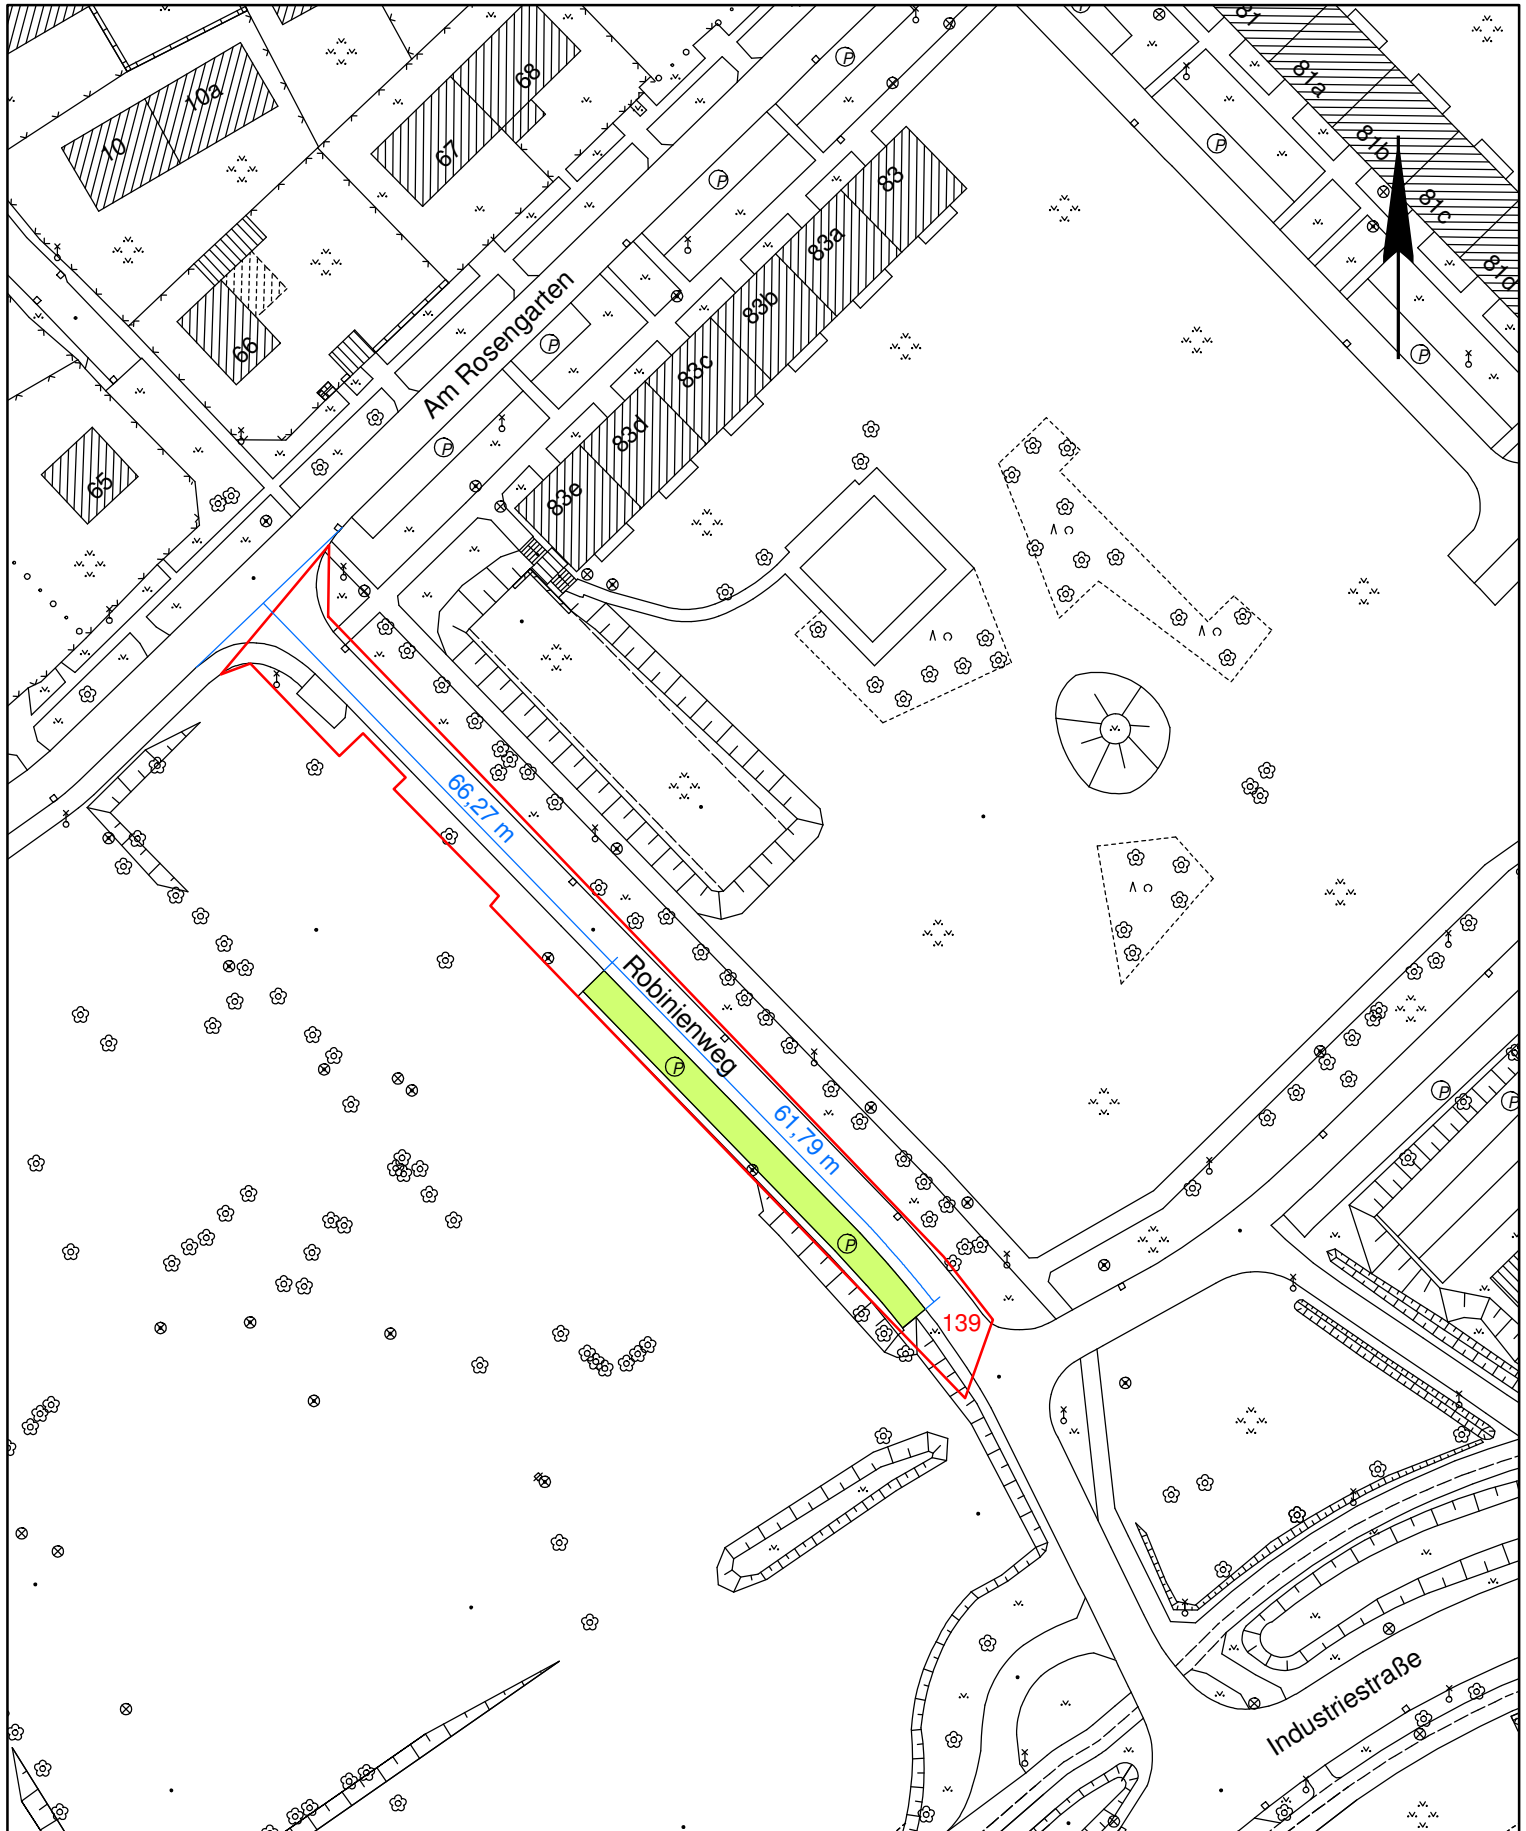 81
68
10a
81a
P
P
10
67
81b
83
P
81c
83a
81d
83b
66
Am Rosengarten
P
P
83c
83d
P
65
83e
66,27 m
Robinienweg
P
P
P
61,79 m
P
139
Industriestraße